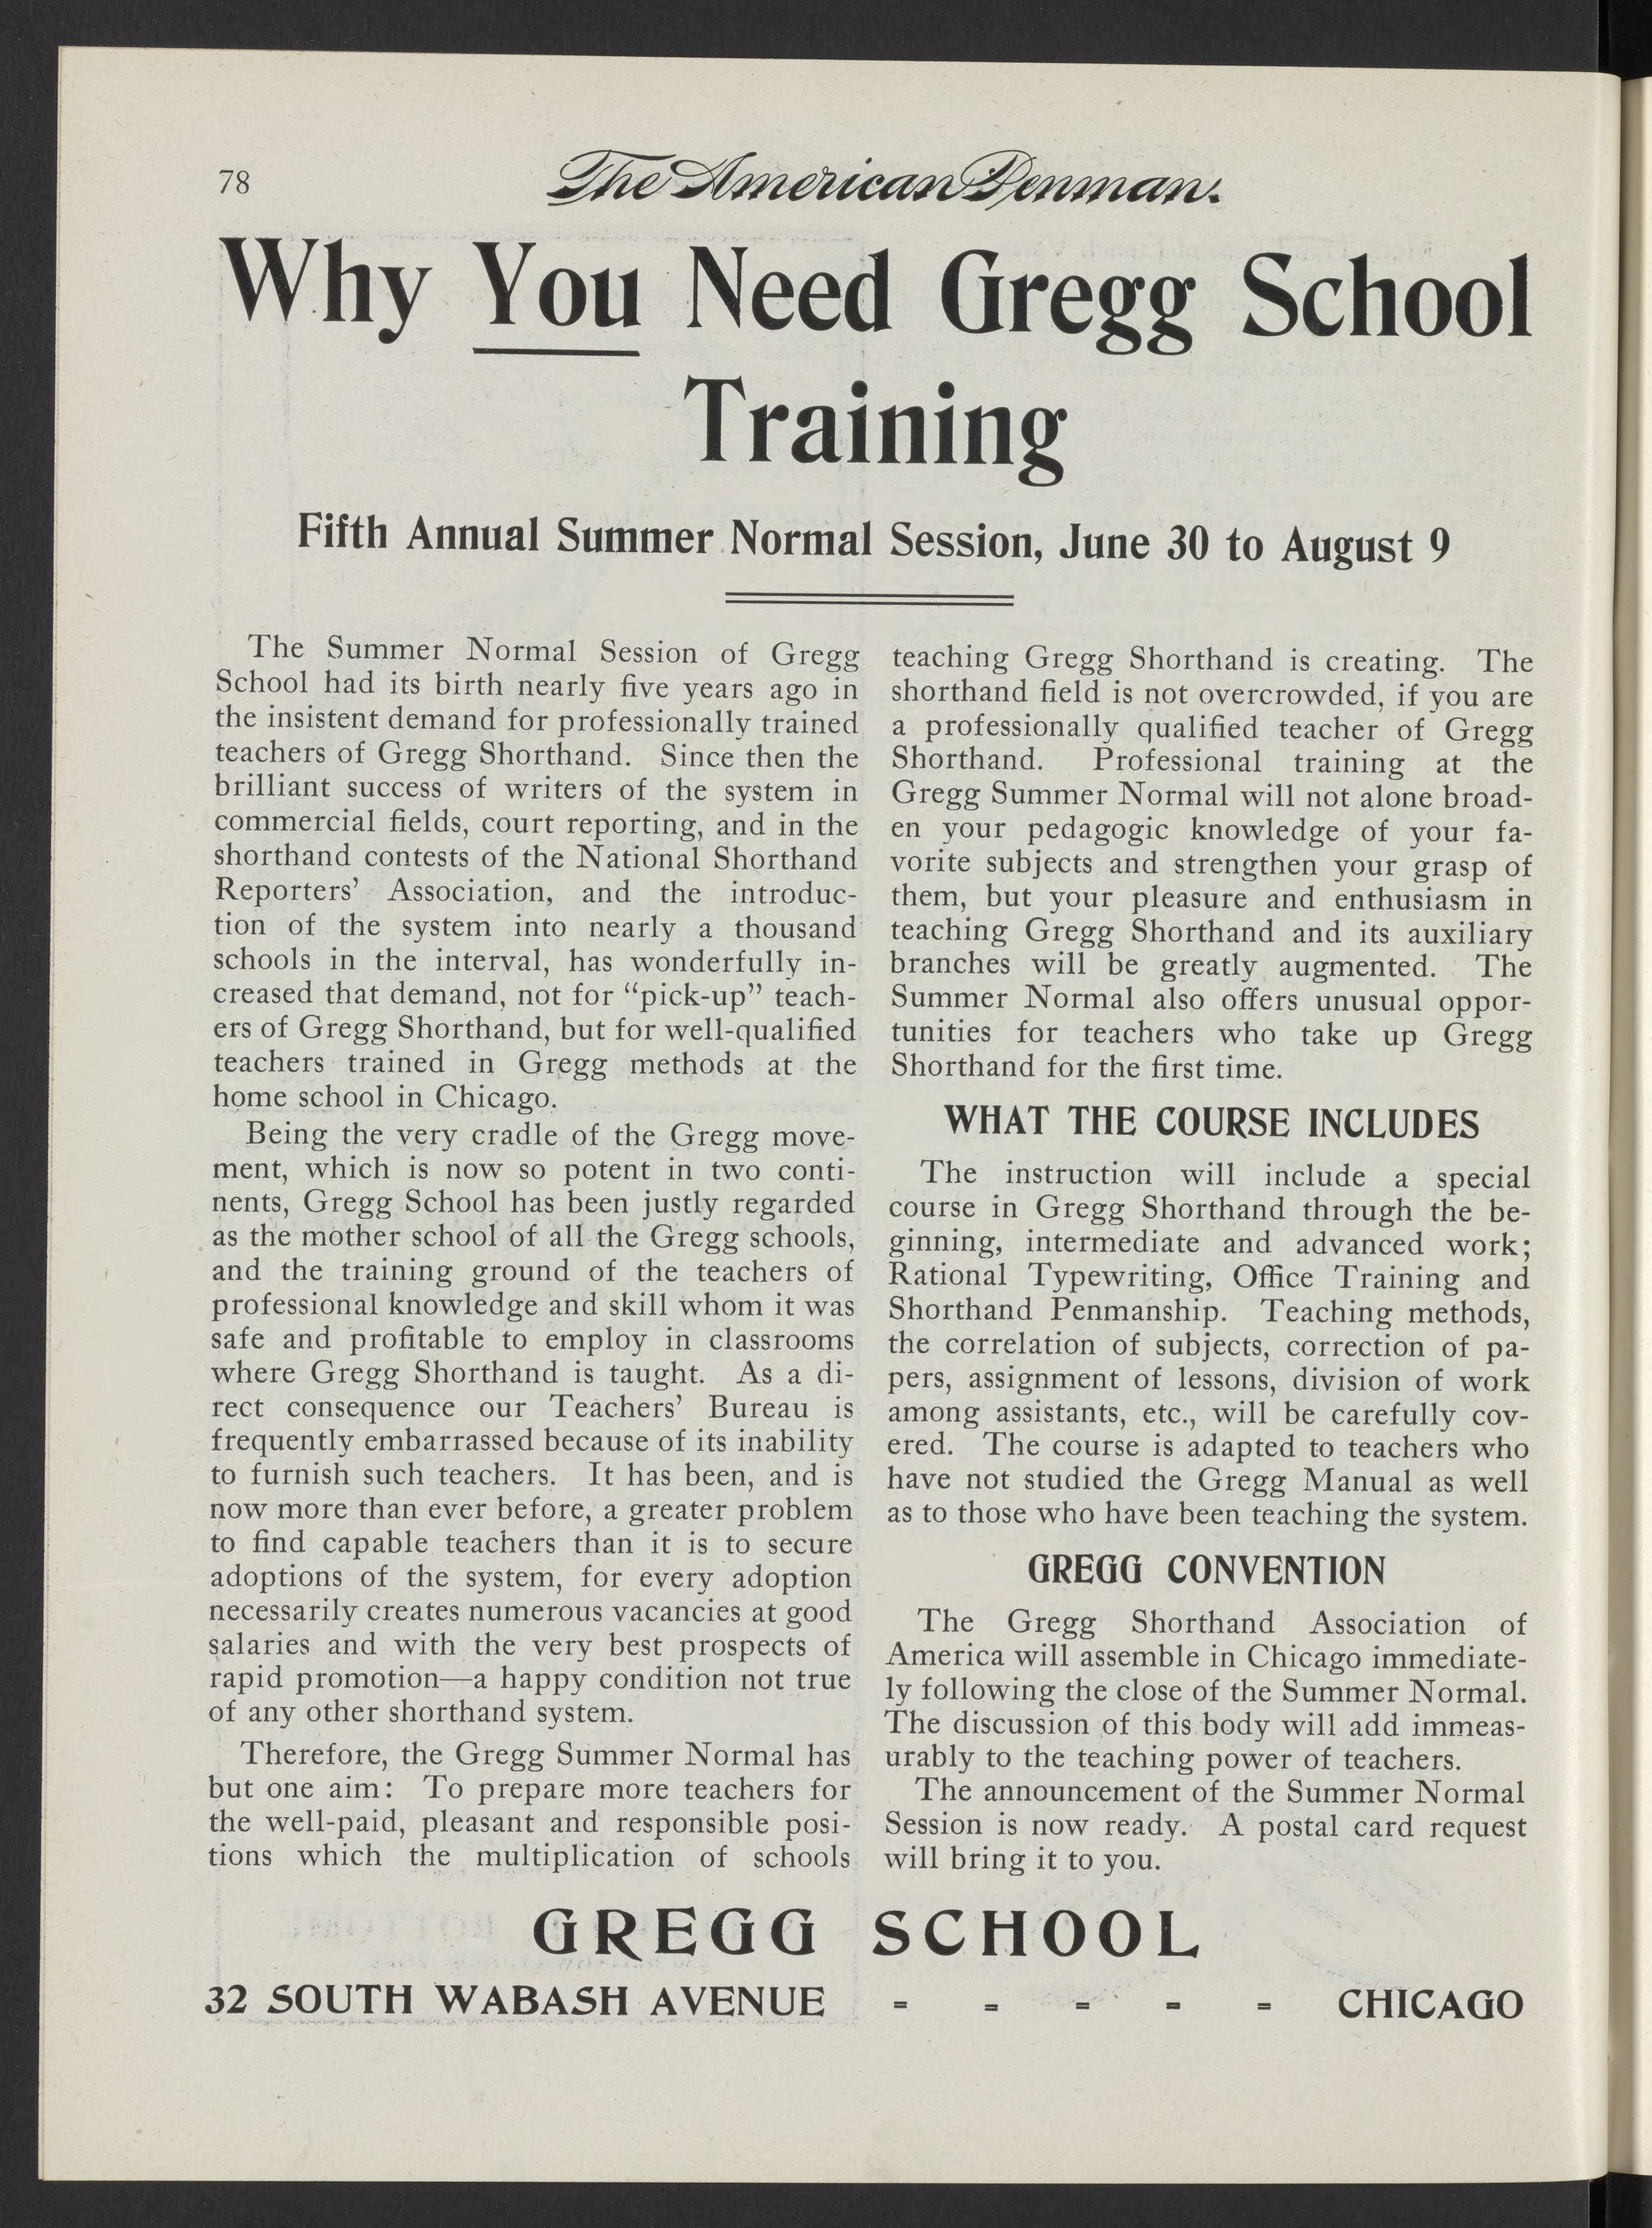 78
The American Penman.
Why You Need Gregg School
Training
Fifth Annual Summer Normal Session, June 30 to August 9
The Summer Normal Session of Gregg
School had its birth nearly five years ago in
the insistent demand for professionally trained
teachers of Gregg Shorthand. Since then the
brilliant success of writers of the system in
commercial fields, court reporting, and in the
shorthand contests of the National Shorthand
Reporters' Association, and the introduc-
tion of the system into nearly a thousand
schools in the interval, has wonderfully in-
creased that demand, not for "pick-up" teach-
ers of Gregg Shorthand, but for well-qualified
teachers trained in Gregg methods at the
home school in Chicago.
Being the very cradle of the Gregg move-
ment, which is now so potent in two conti-
nents, Gregg School has been justly regarded
as the mother school of all the Gregg schools,
and the training ground of the teachers of
professional knowledge and skill whom it was
safe and profitable to employ in classrooms
where Gregg Shorthand is taught. As a di-
rect consequence our Teachers' Bureau is
frequently embarrassed because of its inability
to furnish such teachers. It has been, and is
now more than ever before, a greater problem
to find capable teachers than it is to secure
adoptions of the system, for every adoption
necessarily creates numerous vacancies at good
salaries and with the very best prospects of
rapid promotion—a happy condition not true
of any other shorthand system.
Therefore, the Gregg Summer Normal has
but one aim: To prepare more teachers for
the well-paid, pleasant and responsible posi-
tions which the multiplication of schools
teaching Gregg Shorthand is creating. The
shorthand field is not overcrowded, if you are
a professionally qualified teacher of Gregg
Shorthand. Professional training at the
Gregg Summer Normal will not alone broad-
en your pedagogic knowledge of your fa-
vorite subjects and strengthen your grasp of
them, but your pleasure and enthusiasm in
teaching Gregg Shorthand and its auxiliary
branches will be greatly augmented. The
Summer Normal also offers unusual oppor-
tunities for teachers who take up Gregg
Shorthand for the first time.
WHAT THE COURSE INCLUDES
The instruction will include a special
course in Gregg Shorthand through the be-
ginning, intermediate and advanced work;
Rational Typewriting, Office Training and
Shorthand Penmanship. Teaching methods,
the correlation of subjects, correction of pa-
pers, assignment of lessons, division of work
among assistants, etc., will be carefully cov-
ered. The course is adapted to teachers who
have not studied the Gregg Manual as well
as to those who have been teaching the system.
GREGG CONVENTION
The Gregg Shorthand Association of
America will assemble in Chicago immediate-
ly following the close of the Summer Normal.
The discussion of this body will add immeas-
urably to the teaching power of teachers.
The announcement of the Summer Normal
Session is now ready. A postal card request
will bring it to you.
GREGG SCHOOL
32 SOUTH WABASH AVENUE - - - - - CHICAGO